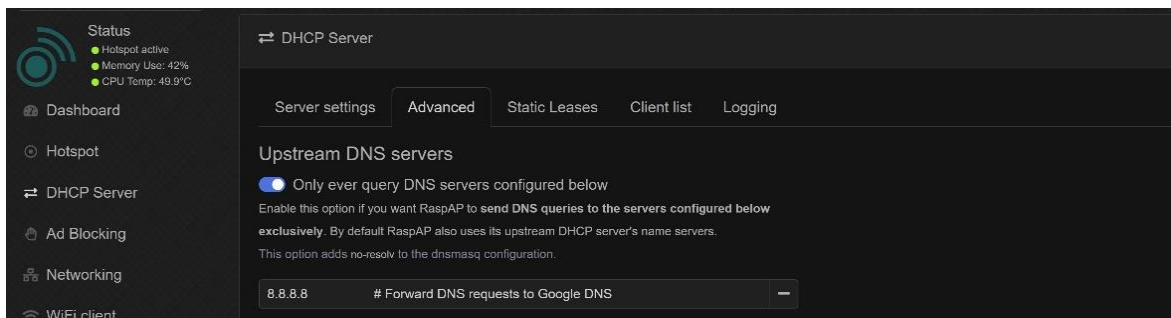 Status
Hotspot active
Memory Use: 42%
CPU Temp: 49.9°C
Dashboard
Hotspot
DHCP Server
Ad Blocking
Networking
WiFi client
DHCP Server
Server settings
Advanced
Static Leases
Client list
Logging
Upstream DNS servers
Only ever query DNS servers configured below
Enable this option if you want RaspAP to send DNS queries to the servers configured below
exclusively. By default RaspAP also uses its upstream DHCP server's name servers.
This option adds no-resolv to the dnsmasq configuration.
8.8.8.8 # Forward DNS requests to Google DNS